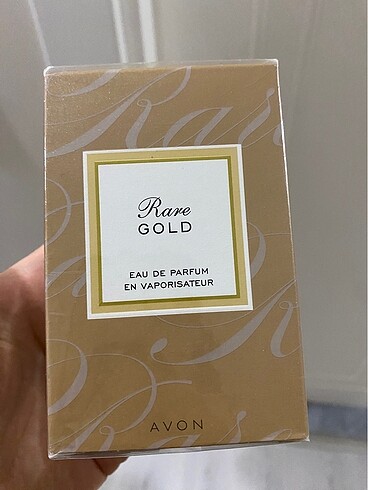 Rare
GOLD
EAU DE PARFUM
EN VAPORISATEUR
AVON